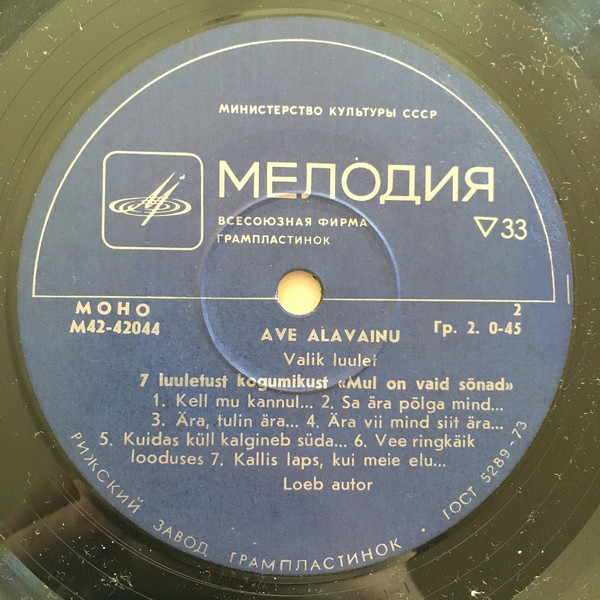 МИНИСТЕРСТВО КУЛЬТУРЫ СССР
МЕЛОДИЯ
ВСЕСОЮЗНАЯ ФИРМА
ГРАМПЛАСТИНОК
33
МОНО
М42-42044
2
Гр. 2. 0-45
AVE ALAVAINU
Valik luulet
7 luuletust kogumikust «Mul on vaid sõnad»
1. Kell mu kannul... 2. Sa ära põlga mind...
3. Ära, tulin ära... 4. Ära vii mind siit ära...
5. Kuidas küll kalgineb süda... 6. Vee ringkäik
looduses 7. Kallis laps, kui meie elu...
Loeb autor
РИЖСКИЙ ЗАВОД ГРАМПЛАСТИНОК · ГОСТ 5289-73